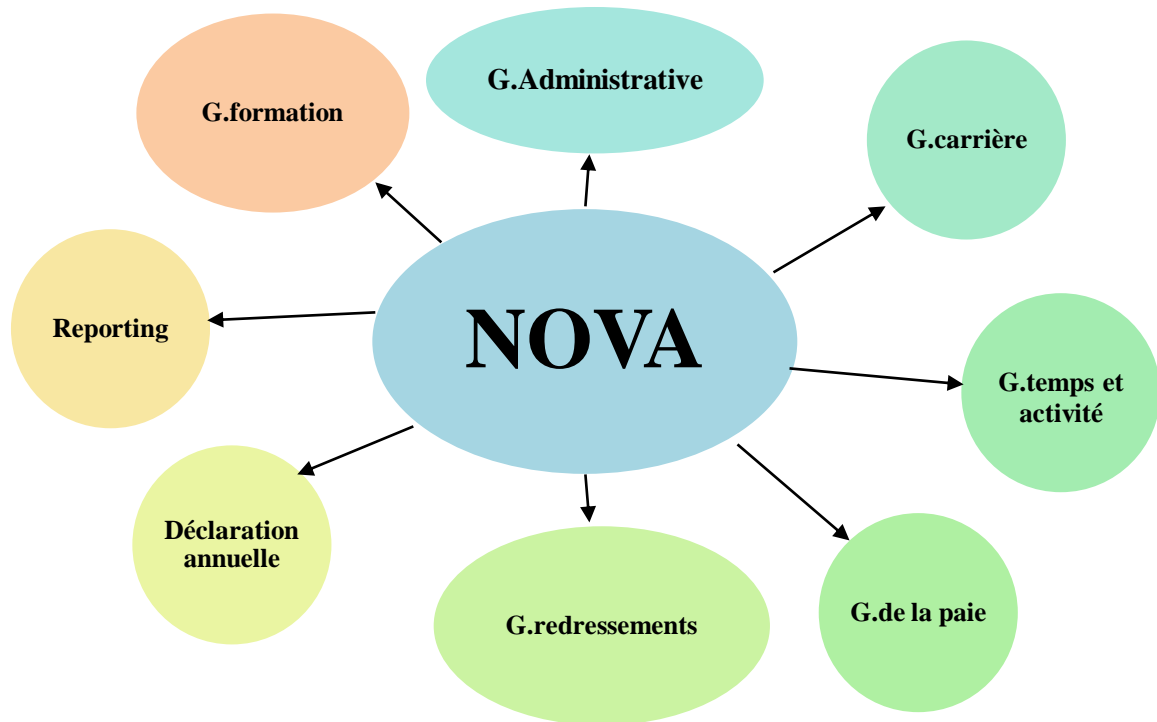 G.Administrative
G.formation
G.carrière
Reporting
NOVA
G.temps et
activité
Déclaration
annuelle
G.redressements
G.de la paie